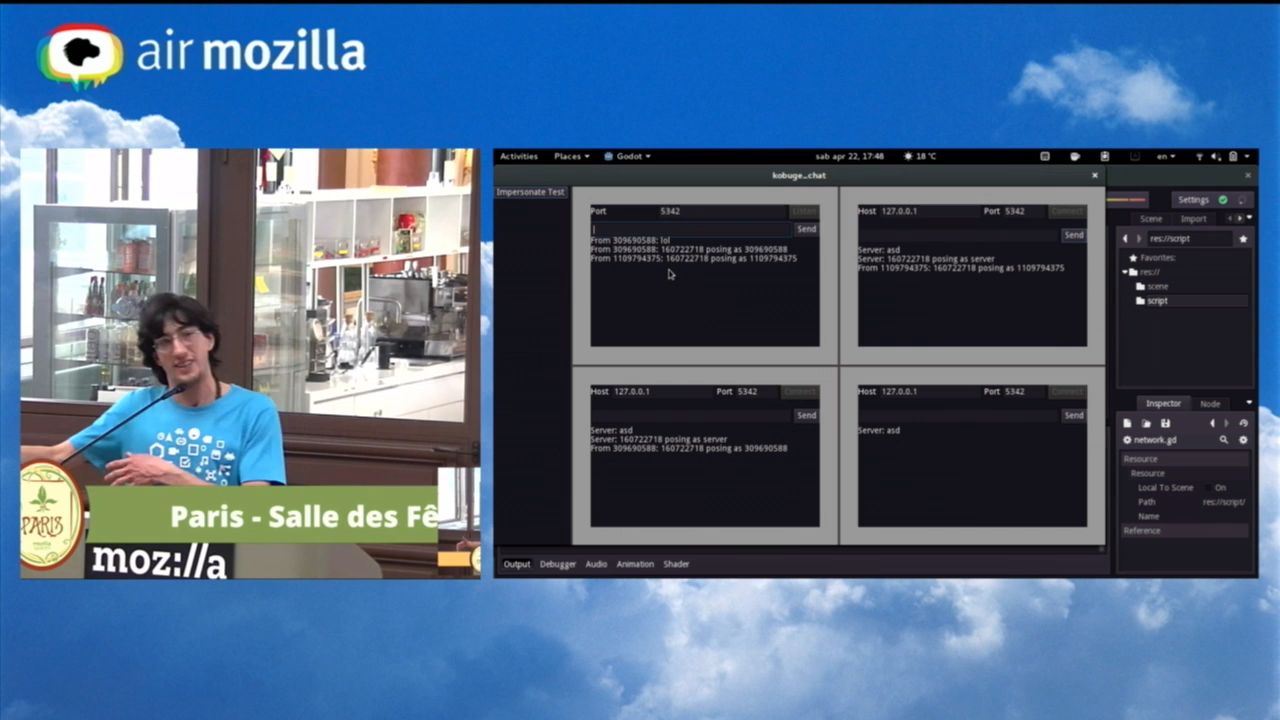 air mozilla
Activities Places Godot sab apr 22, 17:48 18 °C en
kobuge_chat
Impersonate Test
Port 5342 Listen
Send
From 309690588: lol
From 309690588: 160722718 posing as 309690588
From 1109794375: 160722718 posing as 1109794375
Host 127.0.0.1 Port 5342 Connect
Send
Server: asd
Server: 160722718 posing as server
From 1109794375: 160722718 posing as 1109794375
Host 127.0.0.1 Port 5342 Connect
Send
Server: asd
Server: 160722718 posing as server
From 309690588: 160722718 posing as 309690588
Host 127.0.0.1 Port 5342 Connect
Send
Server: asd
Output Debugger Audio Animation Shader
Settings
Scene Import
res://script
Favorites:
res://
scene
script
Inspector Node
network.gd
Resource
Resource
Local To Scene On
Path res://script/
Name
Reference
PARIS
mozilla
Paris - Salle des Fê
moz://a